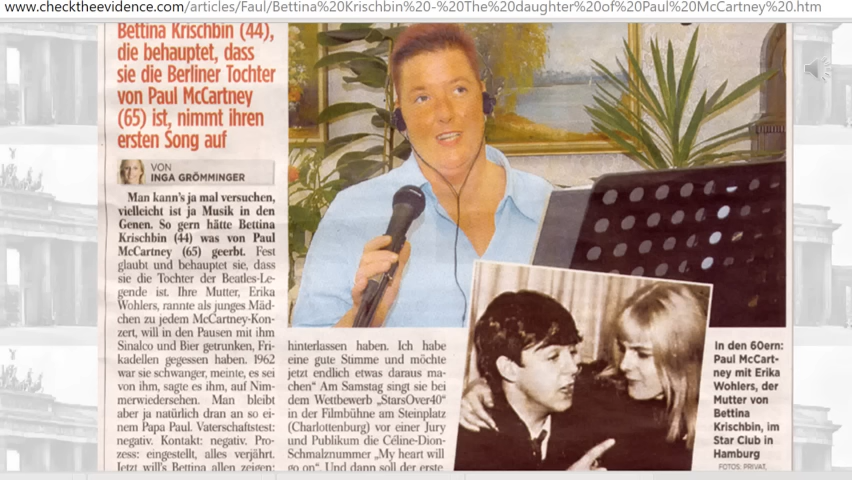 www.checktheevidence.com/articles/Faul/Bettina%20Krischbin%20-%20The%20daughter%20of%20Paul%20McCartney%20.htm
Bettina Krischbin (44),
die behauptet, dass
sie die Berliner Tochter
von Paul McCartney
(65) ist, nimmt ihren
ersten Song auf
VON
INGA GRÖMMINGER
Man kann's ja mal versuchen,
vielleicht ist ja Musik in den
Genen. So gern hätte Bettina
Krischbin (44) was von Paul
McCartney (65) geerbt. Fest
glaubt und behauptet sie, dass
sie die Tochter der Beatles-Le-
gende ist. Ihre Mutter, Erika
Wohlers, rannte als junges Mäd-
chen zu jedem McCartney-Kon-
zert, will in den Pausen mit ihm
Sinalco und Bier getrunken, Fri-
kadellen gegessen haben. 1962
war sie schwanger, meinte, es sei
von ihm, sagte es ihm, auf Nim-
merwiedersehen. Man bleibt
aber ja natürlich dran an so ei-
nem Papa Paul. Vaterschaftstest:
negativ. Kontakt: negativ. Pro-
zess: eingestellt, alles verjährt.
Jetzt will's Bettina allen zeigen:
hinterlassen haben. Ich habe
eine gute Stimme und möchte
jetzt endlich etwas daraus ma-
chen" Am Samstag singt sie bei
dem Wettbewerb „StarsOver40"
in der Filmbühne am Steinplatz
(Charlottenburg) vor einer Jury
und Publikum die Céline-Dion-
Schmalznummer „My heart will
go on". Und dann soll der erste
In den 60ern:
Paul McCart-
ney mit Erika
Wohlers, der
Mutter von
Bettina
Krischbin, im
Star Club in
Hamburg
FOTOS: PRIVAT,